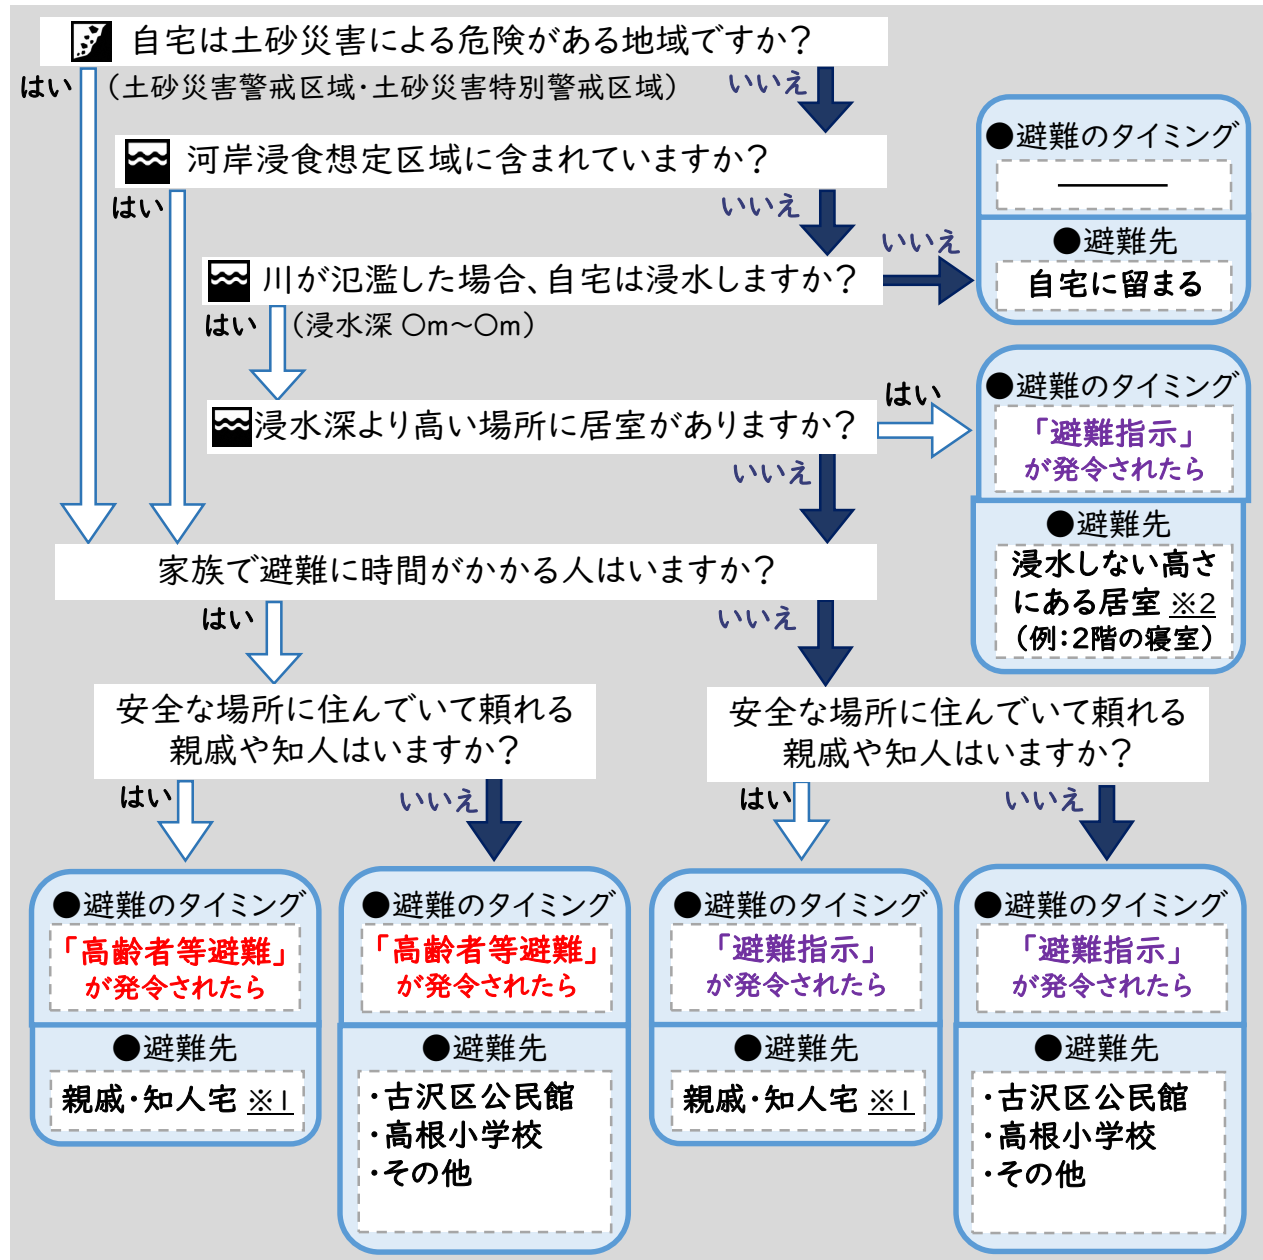 自宅は土砂災害による危険がある地域ですか？
はい
（土砂災害警戒区域・土砂災害特別警戒区域）
いいえ
河岸浸食想定区域に含まれていますか？
はい
いいえ
川が氾濫した場合、自宅は浸水しますか？
いいえ
はい
（浸水深 〇m～〇m）
●避難のタイミング
―――
●避難先
自宅に留まる
浸水深より高い場所に居室がありますか？
はい
いいえ
●避難のタイミング
「避難指示」
が発令されたら
●避難先
浸水しない高さ
にある居室 ※2
（例：2階の寝室）
家族で避難に時間がかかる人はいますか？
はい
いいえ
安全な場所に住んでいて頼れる
親戚や知人はいますか？
はい
いいえ
安全な場所に住んでいて頼れる
親戚や知人はいますか？
はい
いいえ
●避難のタイミング
「高齢者等避難」
が発令されたら
●避難先
親戚・知人宅 ※1
●避難のタイミング
「高齢者等避難」
が発令されたら
●避難先
・古沢区公民館
・高根小学校
・その他
●避難のタイミング
「避難指示」
が発令されたら
●避難先
親戚・知人宅 ※1
●避難のタイミング
「避難指示」
が発令されたら
●避難先
・古沢区公民館
・高根小学校
・その他